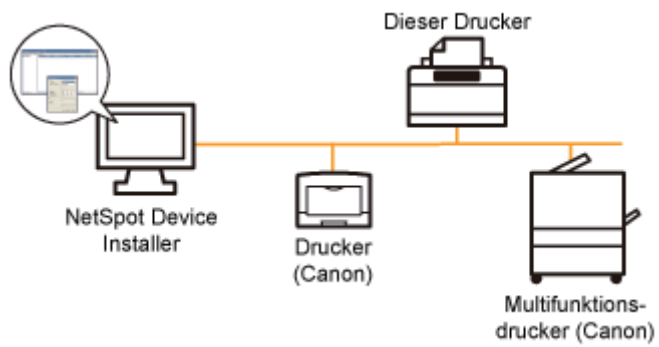 Dieser Drucker
NetSpot Device
Installer
Drucker
(Canon)
Multifunktions-
drucker (Canon)